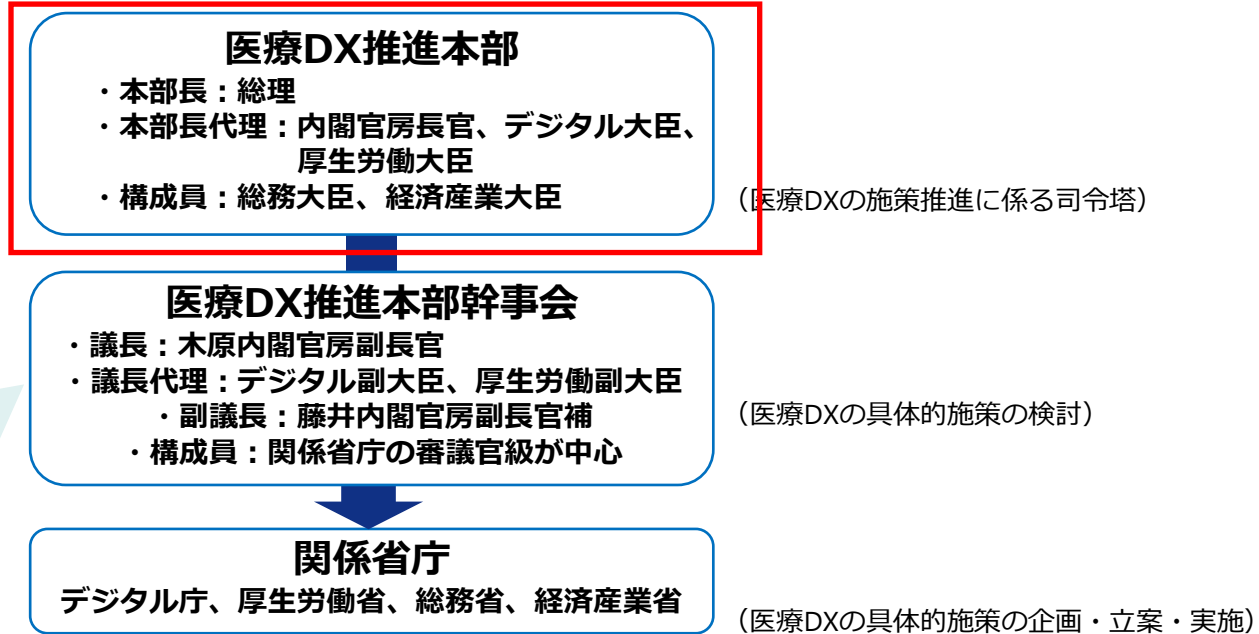 医療DX推進本部
・本部長：総理
・本部長代理：内閣官房長官、デジタル大臣、
厚生労働大臣
・構成員：総務大臣、経済産業大臣
（医療DXの施策推進に係る司令塔）
医療DX推進本部幹事会
・議長：木原内閣官房副長官
・議長代理：デジタル副大臣、厚生労働副大臣
・副議長：藤井内閣官房副長官補
・構成員：関係省庁の審議官級が中心
（医療DXの具体的施策の検討）
関係省庁
デジタル庁、厚生労働省、総務省、経済産業省
（医療DXの具体的施策の企画・立案・実施）